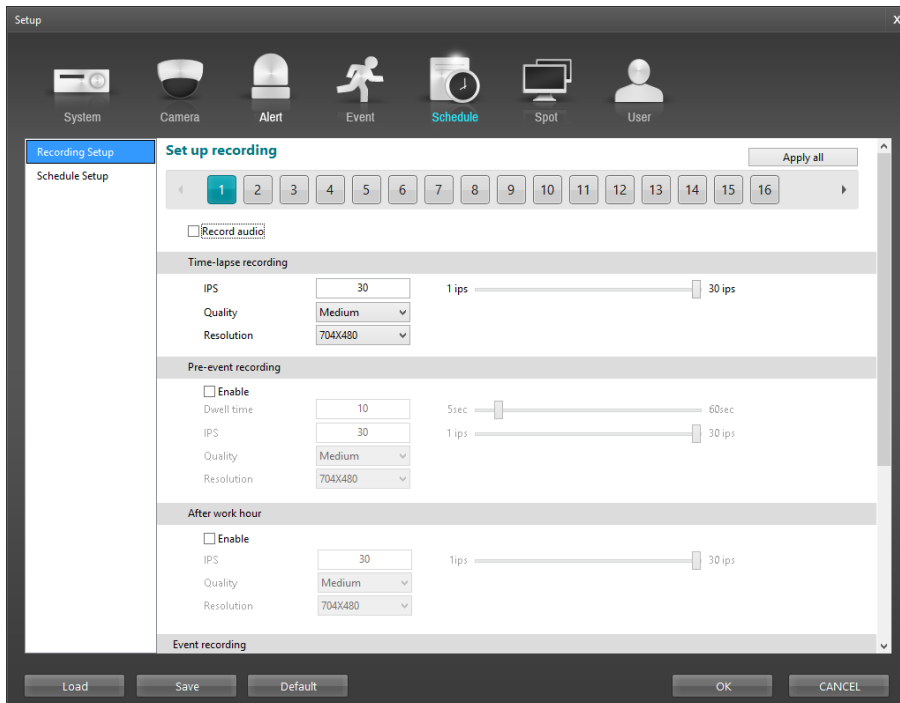 Setup X
System Camera Alert Event Schedule Spot User
Recording Setup
Schedule Setup
Set up recording
Apply all
1 2 3 4 5 6 7 8 9 10 11 12 13 14 15 16
Record audio
Time-lapse recording
IPS 30 1 ips 30 ips
Quality Medium
Resolution 704X480
Pre-event recording
Enable
Dwell time 10 5sec 60sec
IPS 30 1 ips 30 ips
Quality Medium
Resolution 704X480
After work hour
Enable
IPS 30 1ips 30 ips
Quality Medium
Resolution 704X480
Event recording
Load Save Default OK CANCEL